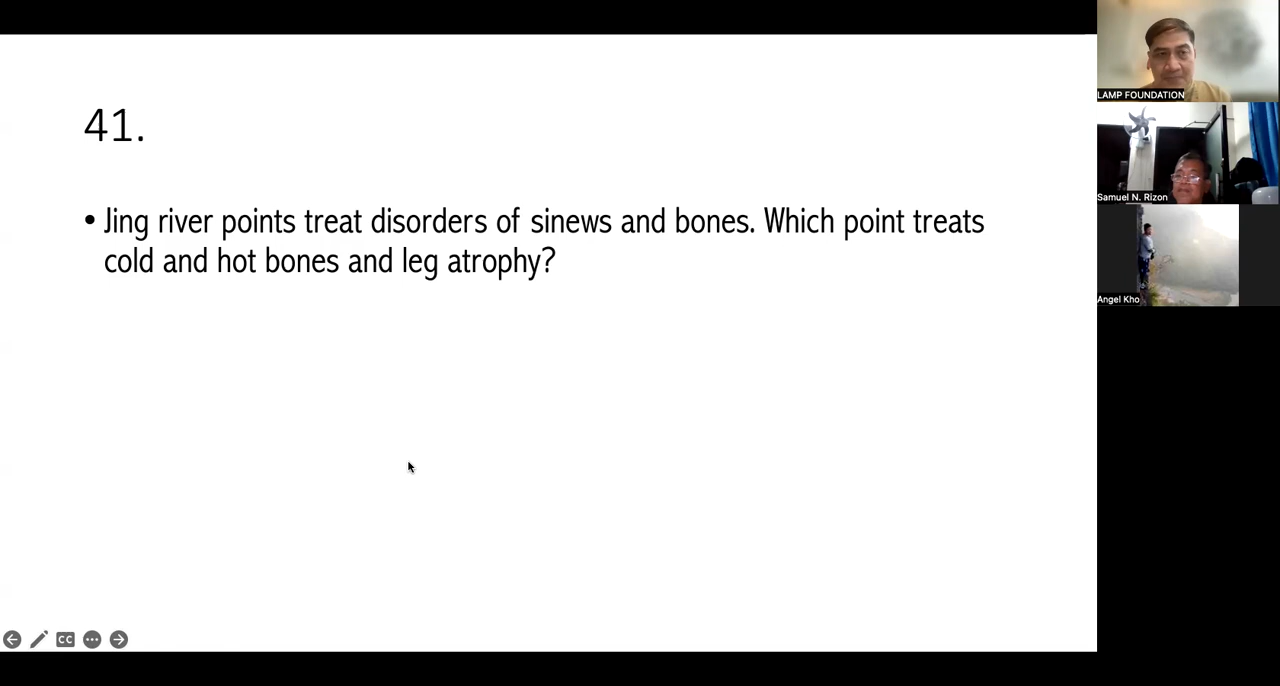 41.
• Jing river points treat disorders of sinews and bones. Which point treats
cold and hot bones and leg atrophy?
CC
LAMP FOUNDATION
Samuel N. Rizon
Angel Kho